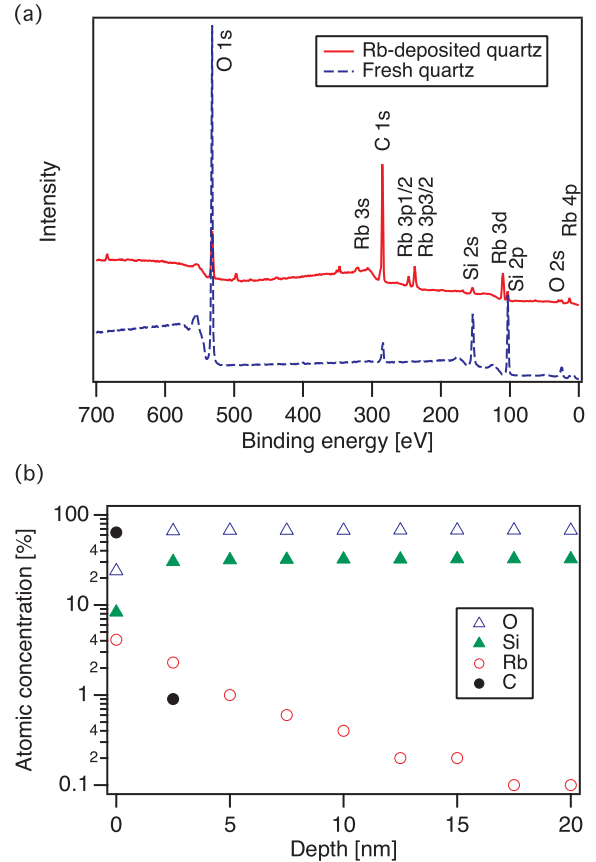 (a)
Rb-deposited quartz
Fresh quartz
O 1s
C 1s
Rb 3s
Rb 3p1/2
Rb 3p3/2
Si 2s
Rb 3d
Si 2p
O 2s
Rb 4p
Intensity
700 600 500 400 300 200 100 0
Binding energy [eV]
(b)
Atomic concentration [%]
100
4
2
10
4
2
1
4
2
0.1
O
Si
Rb
C
0 5 10 15 20
Depth [nm]